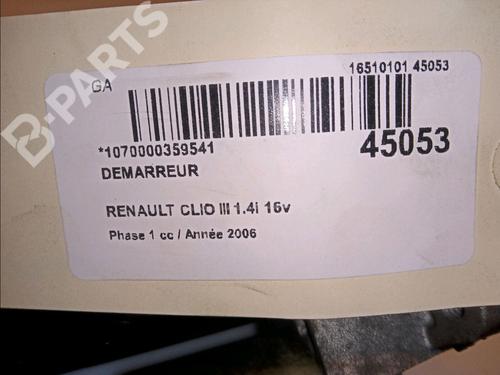 GA
16510101 45053
*1070000359541
45053
DEMARREUR
RENAULT CLIO III 1.4i 16v
Phase 1 cc / Année 2006
B-PARTS